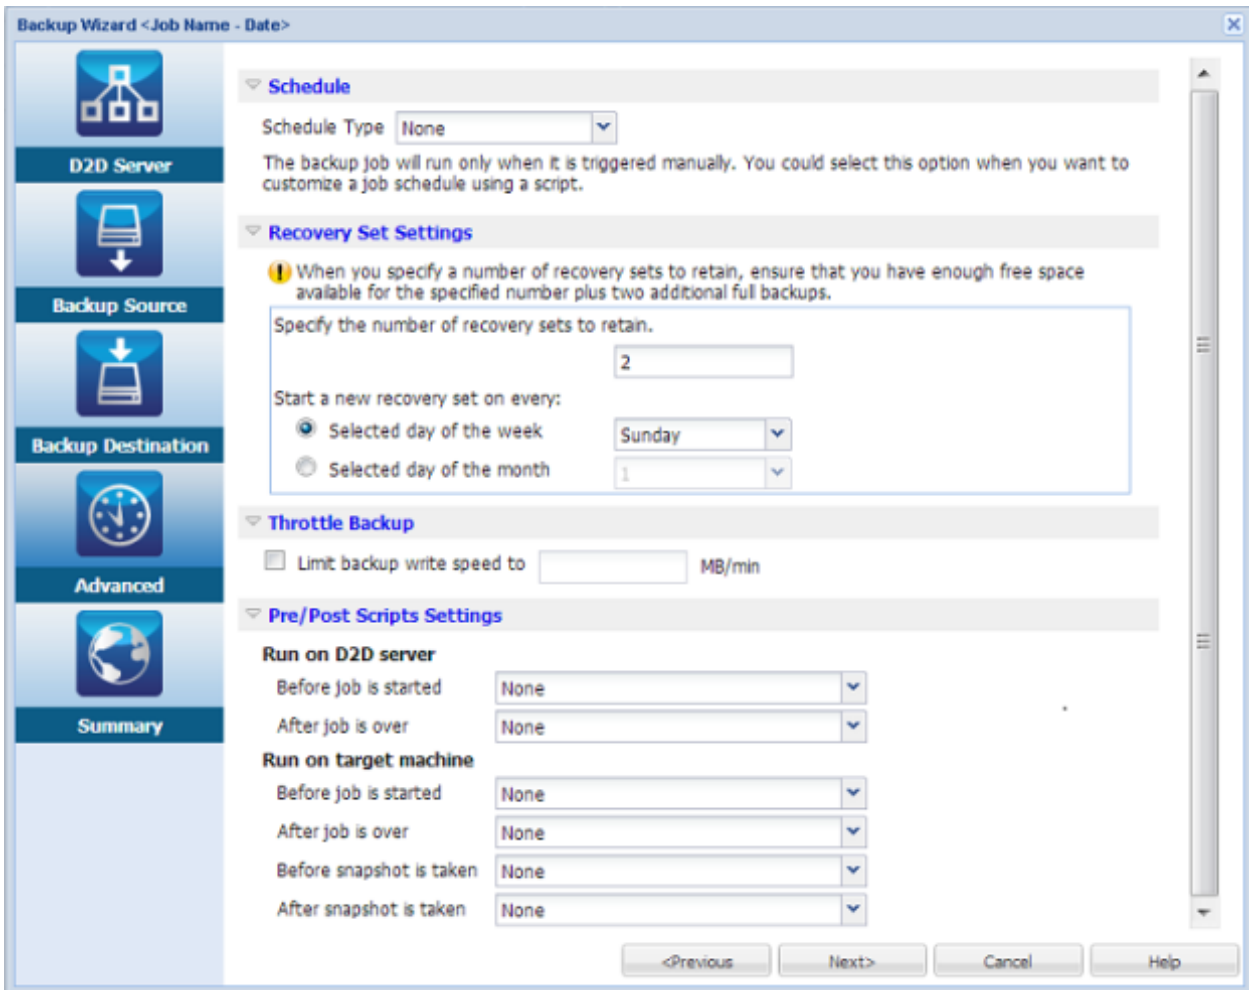 Backup Wizard <Job Name - Date>
D2D Server
Backup Source
Backup Destination
Advanced
Summary
Schedule
Schedule Type None
The backup job will run only when it is triggered manually. You could select this option when you want to
customize a job schedule using a script.
Recovery Set Settings
When you specify a number of recovery sets to retain, ensure that you have enough free space
available for the specified number plus two additional full backups.
Specify the number of recovery sets to retain.
2
Start a new recovery set on every:
Selected day of the week Sunday
Selected day of the month 1
Throttle Backup
Limit backup write speed to MB/min
Pre/Post Scripts Settings
Run on D2D server
Before job is started None
After job is over None
Run on target machine
Before job is started None
After job is over None
Before snapshot is taken None
After snapshot is taken None
<Previous Next> Cancel Help